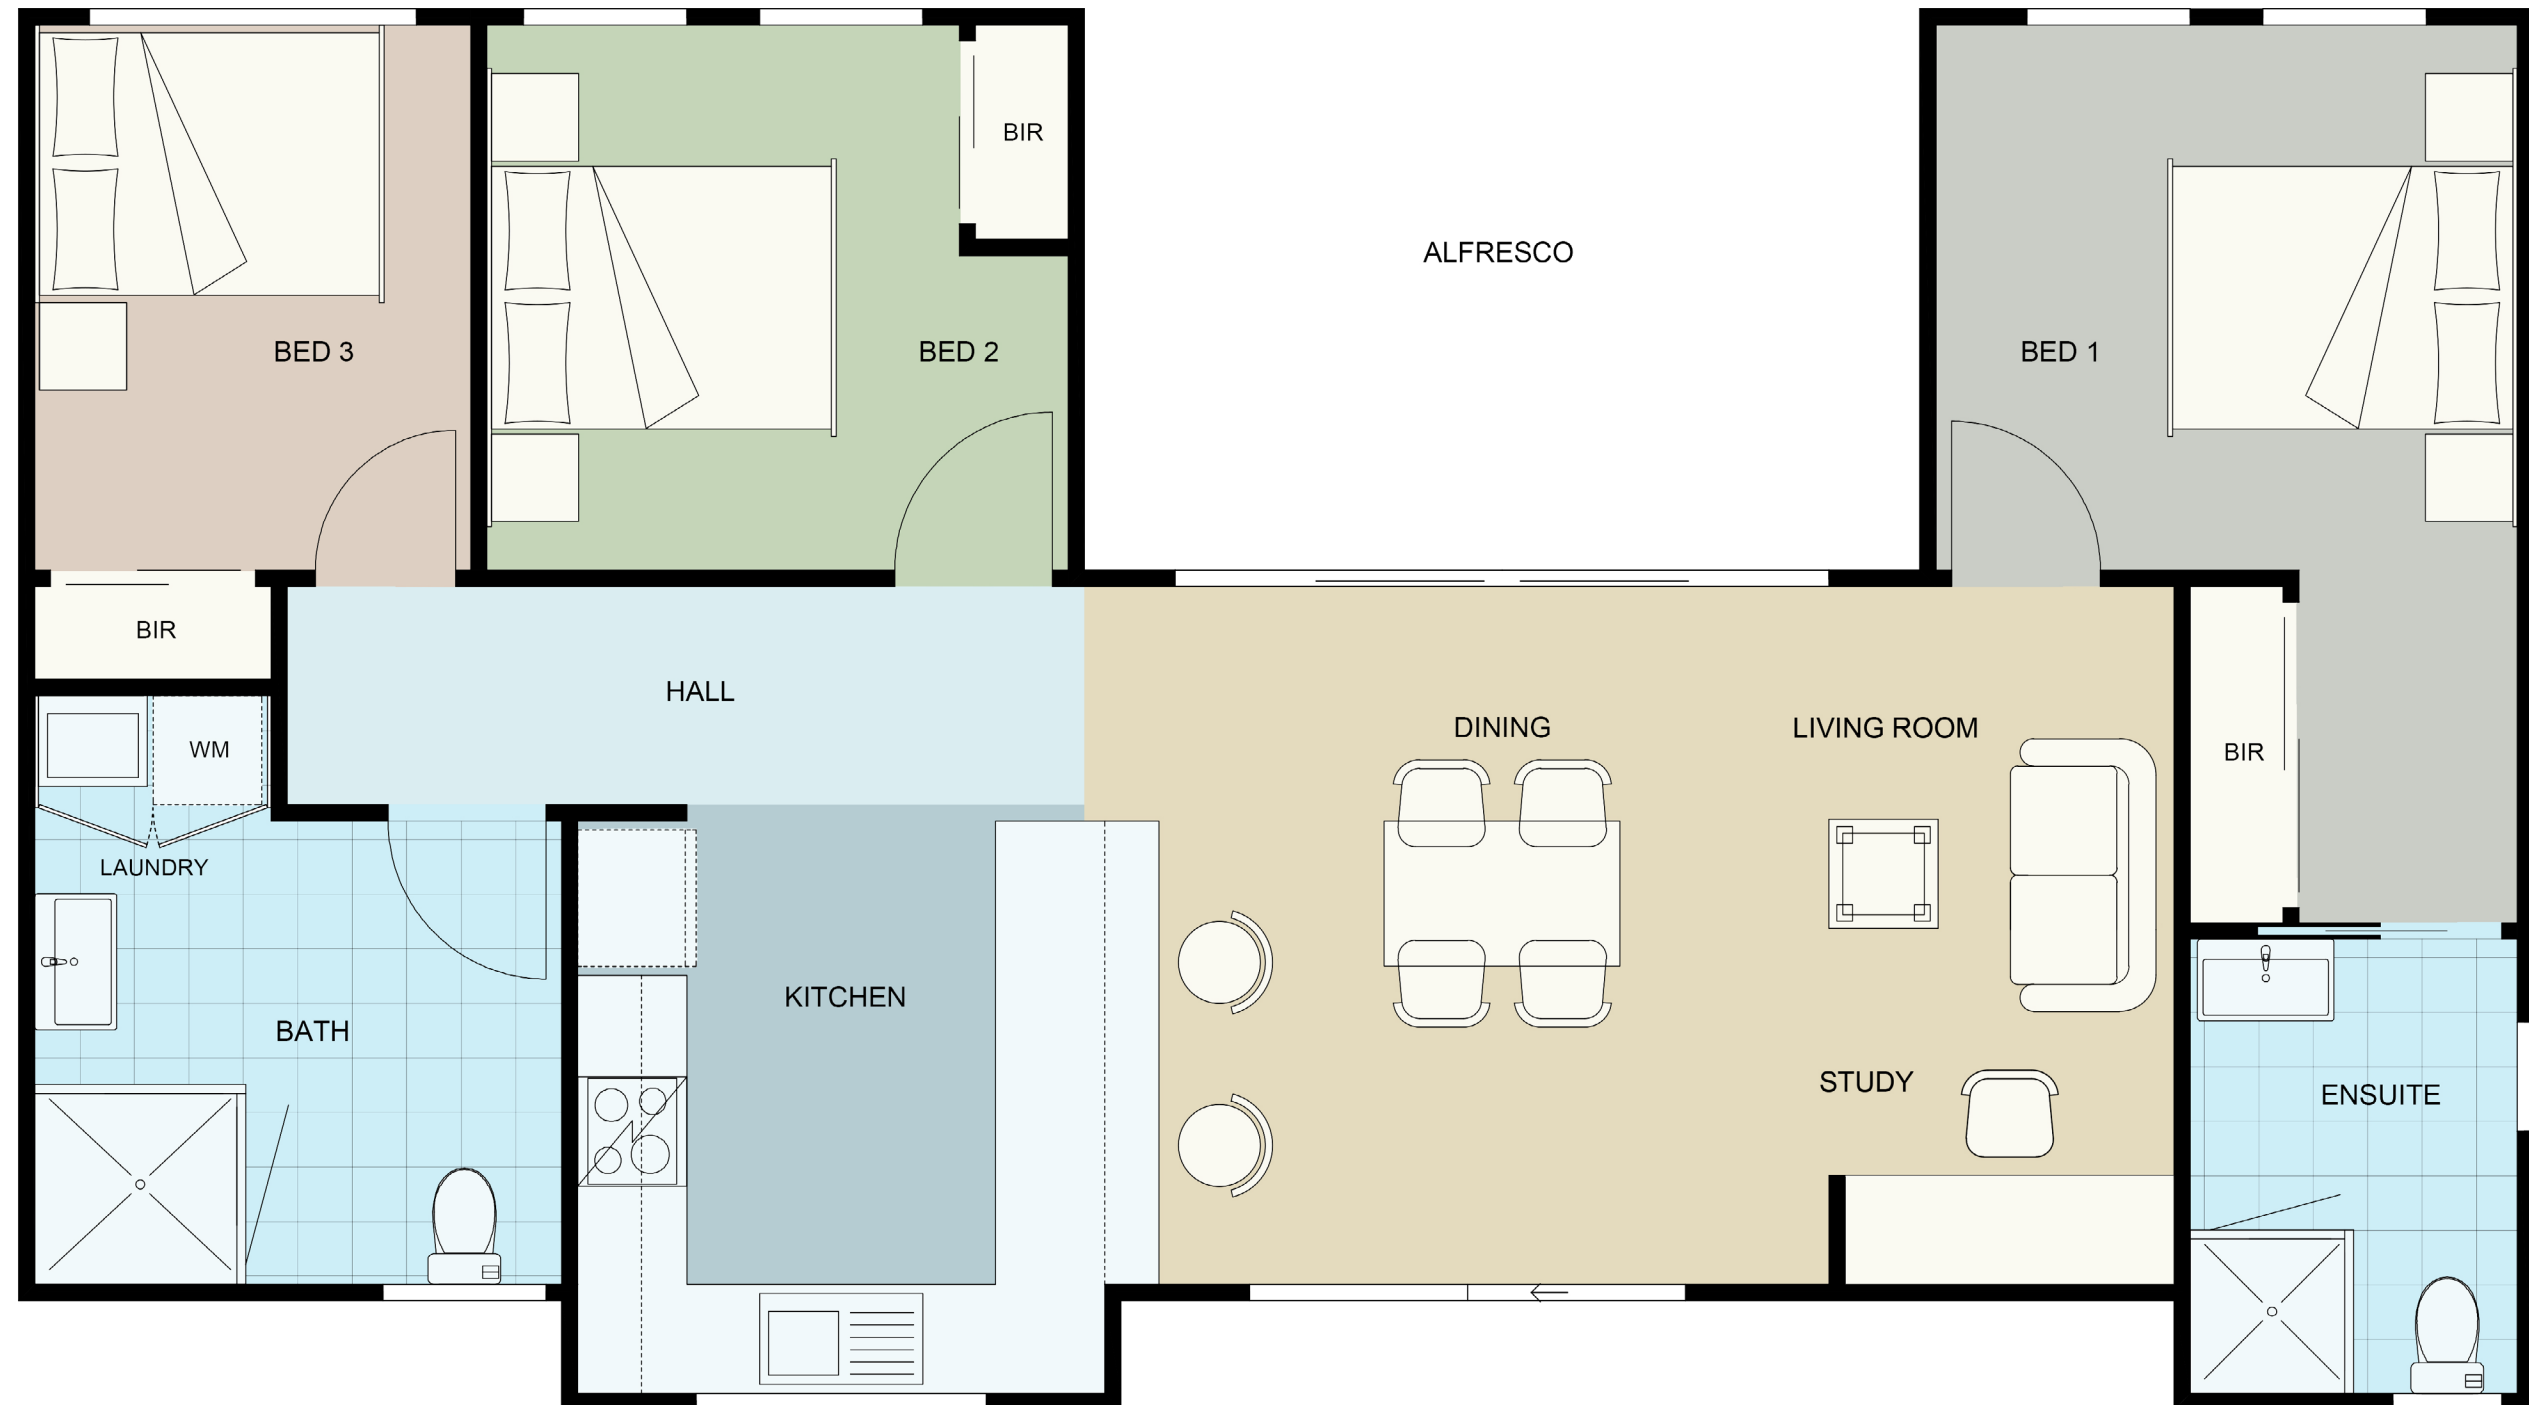 BIR
ALFRESCO
BED 3
BED 2
BED 1
BIR
HALL
DINING
LIVING ROOM
WM
BIR
LAUNDRY
KITCHEN
BATH
STUDY
ENSUITE